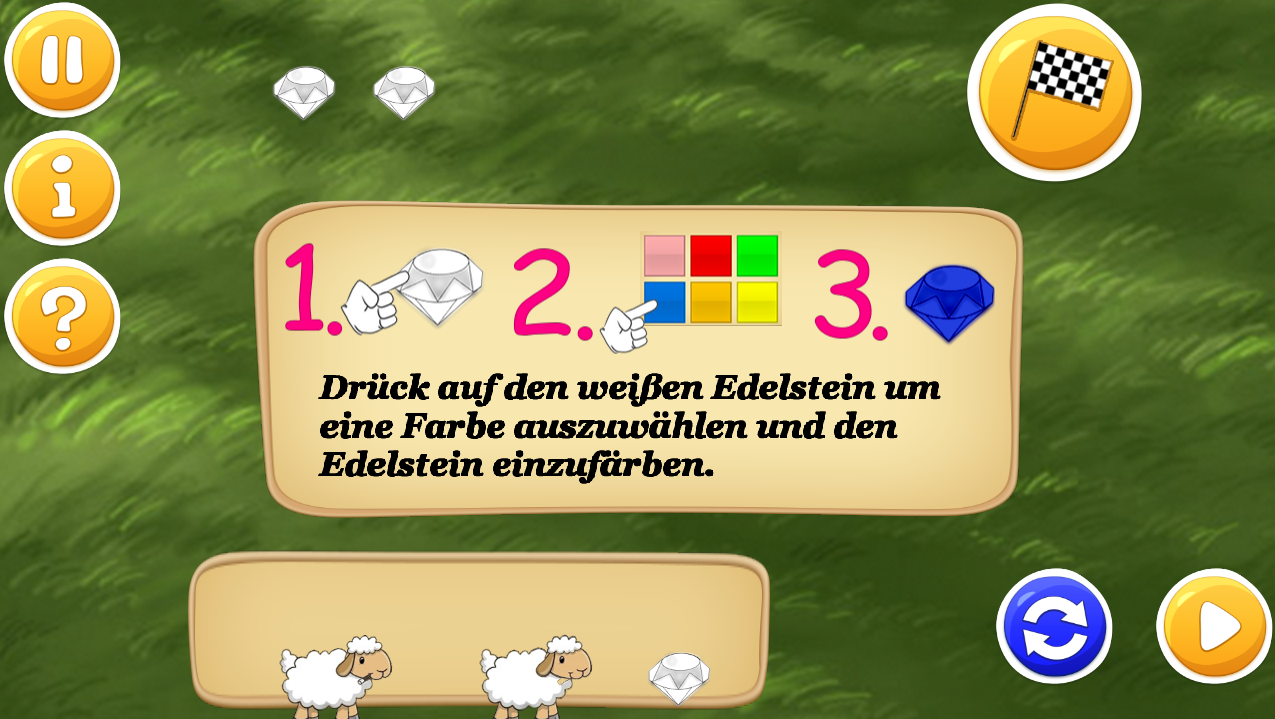 1. 2. 3.
Drück auf den weißen Edelstein um
eine Farbe auszuwählen und den
Edelstein einzufärben.